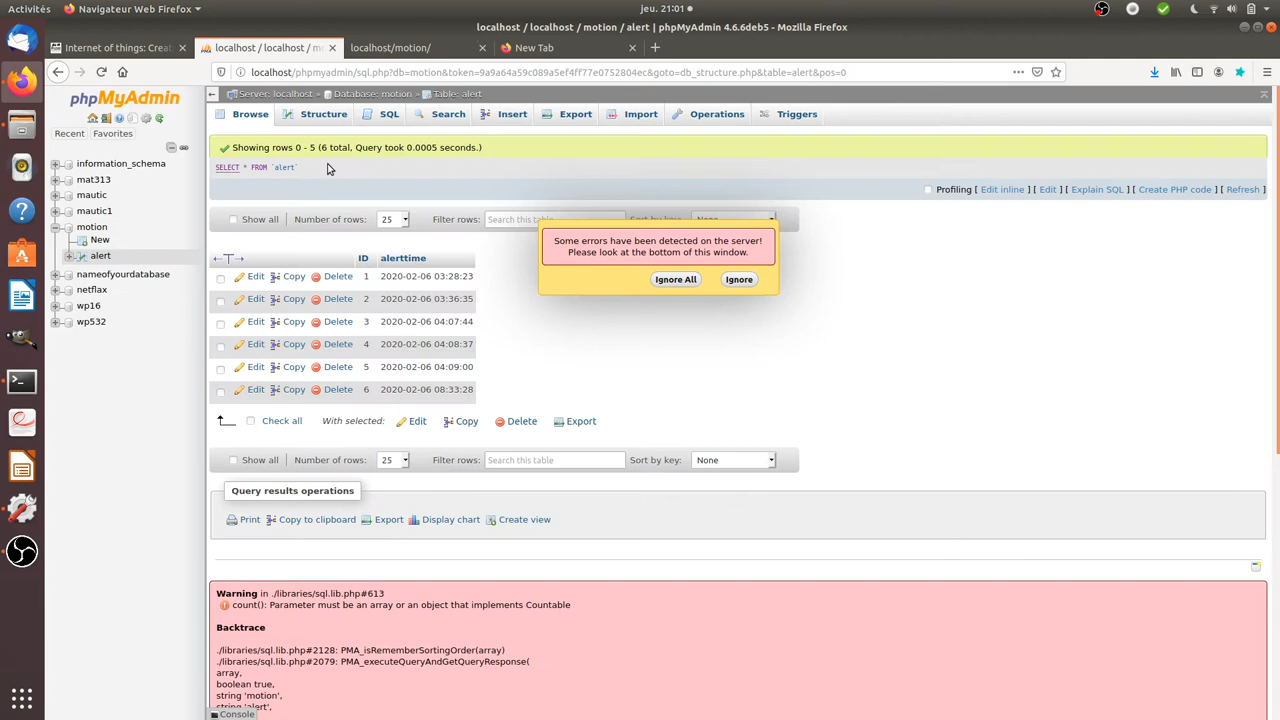 Activités Navigateur Web Firefox jeu. 21:01
localhost / localhost / motion / alert | phpMyAdmin 4.6.6deb5 - Mozilla Firefox
Internet of things: Creat localhost / localhost / mo localhost/motion/ New Tab
localhost/phpmyadmin/sql.php?db=motion&token=9a9a64a59c089a5ef4ff77e0752804ec&goto=db_structure.php&table=alert&pos=0
phpMyAdmin
Recent Favorites
information_schema
mat313
mautic
mautic1
motion
New
alert
nameofyourdatabase
netflax
wp16
wp532
Server: localhost » Database: motion » Table: alert
Browse Structure SQL Search Insert Export Import Operations Triggers
Showing rows 0 - 5 (6 total, Query took 0.0005 seconds.)
SELECT * FROM `alert`
Profiling [ Edit inline ] [ Edit ] [ Explain SQL ] [ Create PHP code ] [ Refresh ]
Show all Number of rows: 25 Filter rows: Search this table Sort by key: None
Some errors have been detected on the server!
Please look at the bottom of this window.
Ignore All Ignore
ID alerttime
Edit Copy Delete 1 2020-02-06 03:28:23
Edit Copy Delete 2 2020-02-06 03:36:35
Edit Copy Delete 3 2020-02-06 04:07:44
Edit Copy Delete 4 2020-02-06 04:08:37
Edit Copy Delete 5 2020-02-06 04:09:00
Edit Copy Delete 6 2020-02-06 08:33:28
Check all With selected: Edit Copy Delete Export
Show all Number of rows: 25 Filter rows: Search this table Sort by key: None
Query results operations
Print Copy to clipboard Export Display chart Create view
Warning in ./libraries/sql.lib.php#613
count(): Parameter must be an array or an object that implements Countable
Backtrace
./libraries/sql.lib.php#2128: PMA_isRememberSortingOrder(array)
./libraries/sql.lib.php#2079: PMA_executeQueryAndGetQueryResponse(
array,
boolean true,
string 'motion',
string 'alert',
Console